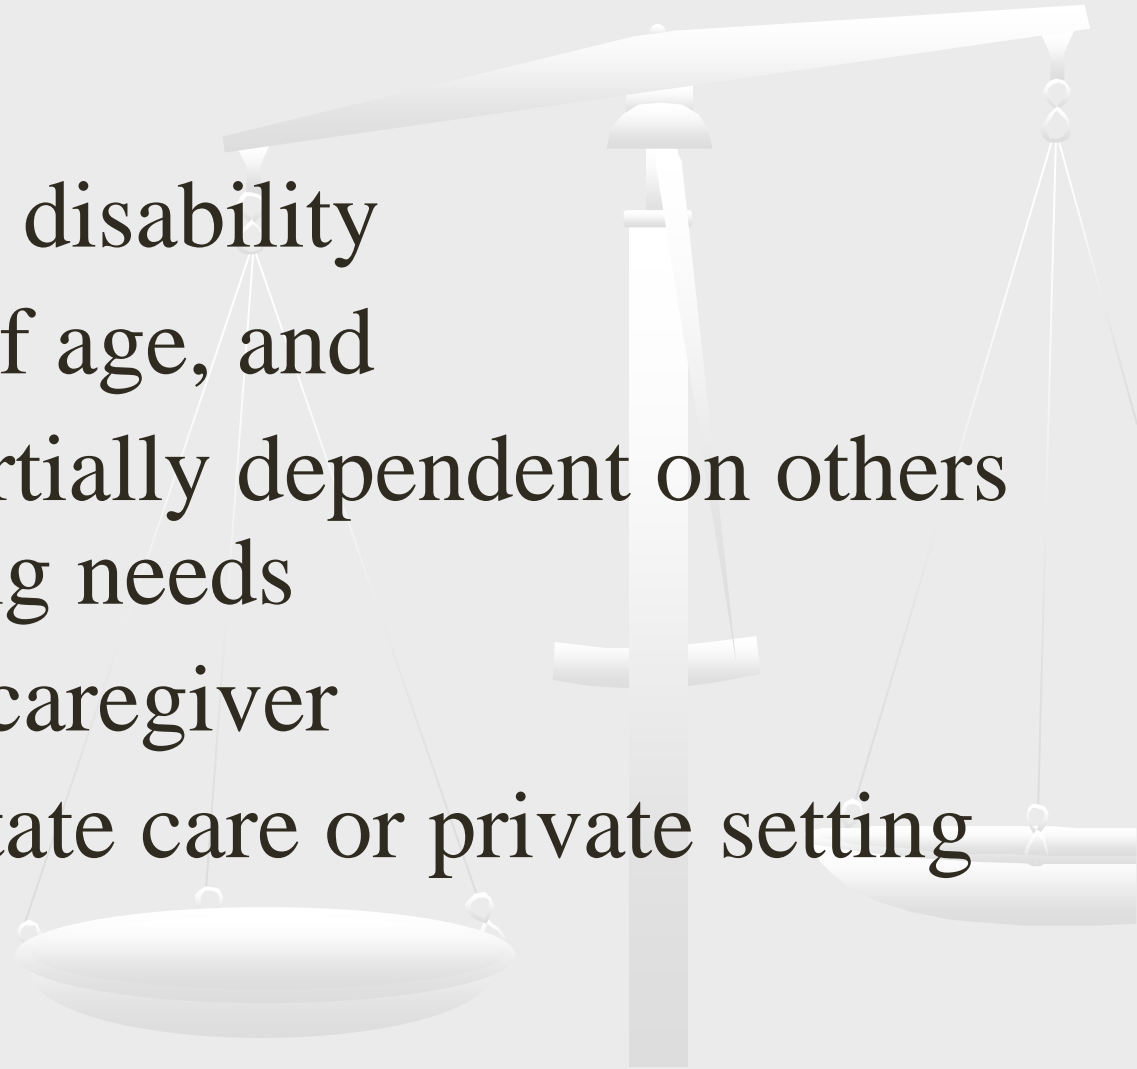 disability
f age, and
rtially dependent on others
g needs
caregiver
tate care or private setting